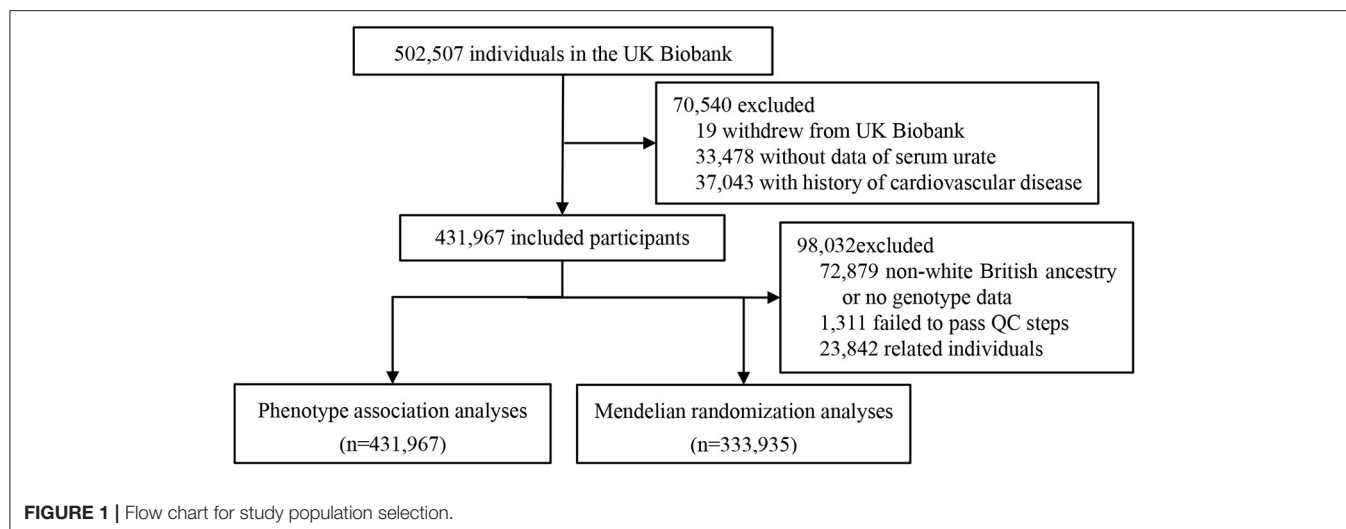 502,507 individuals in the UK Biobank
70,540 excluded
19 withdrew from UK Biobank
33,478 without data of serum urate
37,043 with history of cardiovascular disease
431,967 included participants
98,032excluded
72,879 non-white British ancestry
or no genotype data
1,311 failed to pass QC steps
23,842 related individuals
Phenotype association analyses
(n=431,967)
Mendelian randomization analyses
(n=333,935)
FIGURE 1 | Flow chart for study population selection.